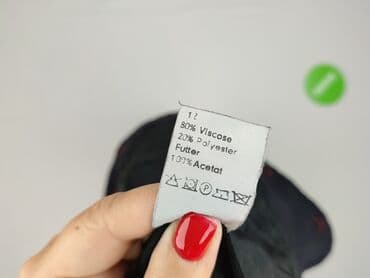 12
80% Viscose
20% Polyester
Futter
100% Acetat
P